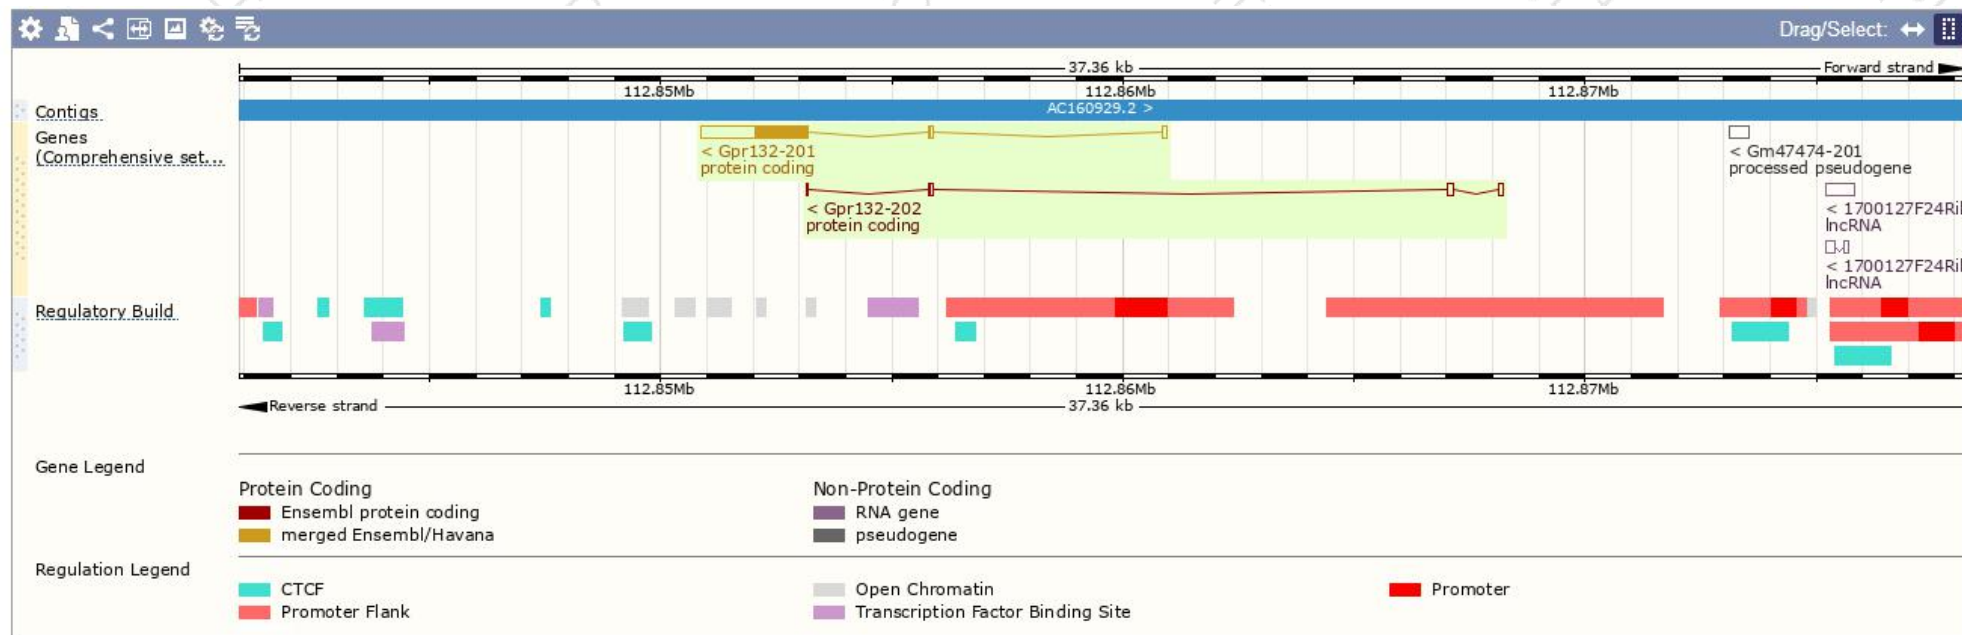 Drag/Select:
37.36 kb
Forward strand
112.85Mb 112.86Mb 112.87Mb
Contigs
AC160929.2 >
Genes
(Comprehensive set...
< Gpr132-201
protein coding
< Gm47474-201
processed pseudogene
< Gpr132-202
protein coding
< 1700127F24Ri
lncRNA
< 1700127F24Ri
lncRNA
Regulatory Build
112.85Mb 112.86Mb 112.87Mb
Reverse strand
37.36 kb
Gene Legend
Protein Coding
Ensembl protein coding
merged Ensembl/Havana
Non-Protein Coding
RNA gene
pseudogene
Regulation Legend
CTCF
Promoter Flank
Open Chromatin
Transcription Factor Binding Site
Promoter